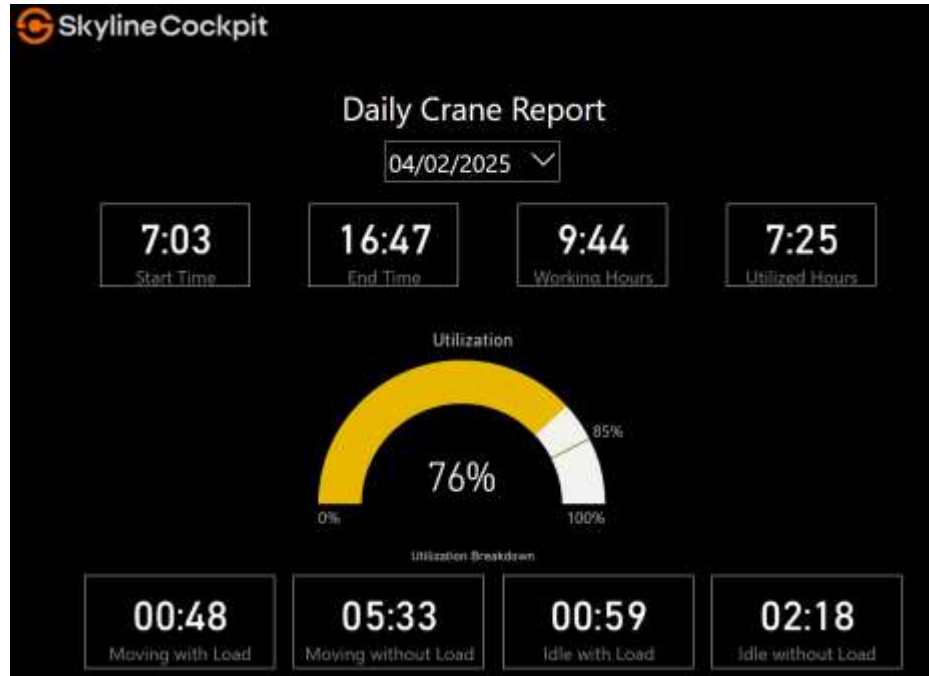 Skyline Cockpit
Daily Crane Report
04/02/2025
7:03
Start Time
16:47
End Time
9:44
Working Hours
7:25
Utilized Hours
Utilization
85%
76%
0%
100%
Utilization Breakdown
00:48
Moving with Load
05:33
Moving without Load
00:59
Idle with Load
02:18
Idle without Load